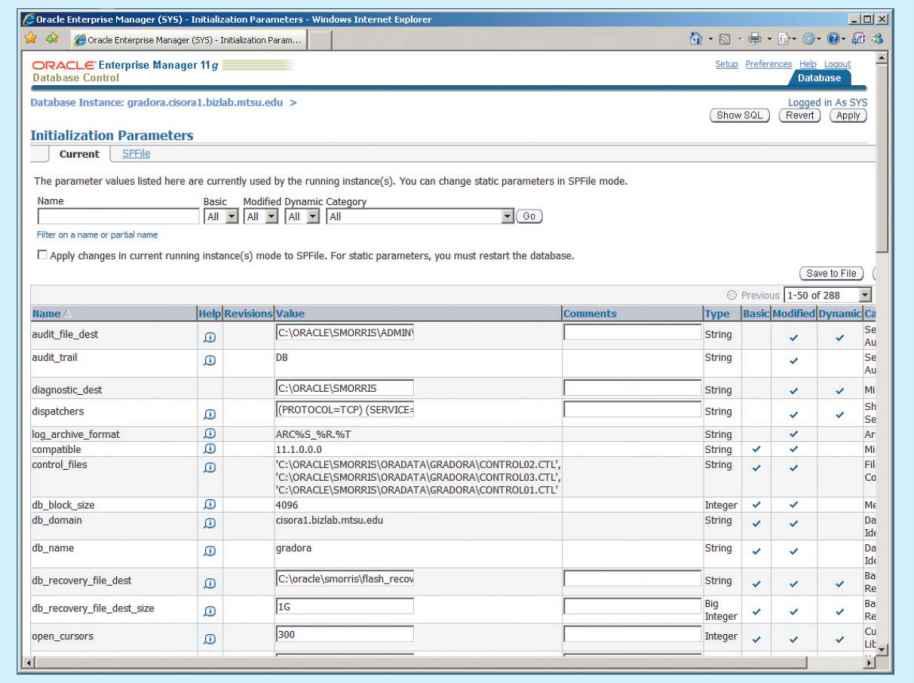 Oracle Enterprise Manager (SYS) - Initialization Parameters - Windows Internet Explorer
Oracle Enterprise Manager (SYS) - Initialization Param...
ORACLE Enterprise Manager 11g
Database Control
Setup Preferences Help Logout
Database
Database Instance: gradora.cisora1.bizlab.mtsu.edu >
Logged in As SYS
Show SQL Revert Apply
Initialization Parameters
Current SPFile
The parameter values listed here are currently used by the running instance(s). You can change static parameters in SPFile mode.
Name Basic Modified Dynamic Category
All All All All Go
Filter on a name or partial name
Apply changes in current running instance(s) mode to SPFile. For static parameters, you must restart the database.
Save to File
Previous 1-50 of 288
Name Help Revisions Value Comments Type Basic Modified Dynamic Ca
audit_file_dest C:\ORACLE\SMORRIS\ADMIN\ String Se
Au
audit_trail DB String Se
Au
diagnostic_dest C:\ORACLE\SMORRIS String Mi
dispatchers (PROTOCOL=TCP) (SERVICE= String Sh
Se
log_archive_format ARC%S_%R.%T String Ar
compatible 11.1.0.0.0 String Mi
control_files 'C:\ORACLE\SMORRIS\ORADATA\GRADORA\CONTROL02.CTL', String Fil
'C:\ORACLE\SMORRIS\ORADATA\GRADORA\CONTROL03.CTL', Co
'C:\ORACLE\SMORRIS\ORADATA\GRADORA\CONTROL01.CTL'
db_block_size 4096 Integer Me
db_domain cisora1.bizlab.mtsu.edu String Da
Ide
db_name gradora String Da
Ide
db_recovery_file_dest C:\oracle\smorris\flash_recov String Ba
Re
db_recovery_file_dest_size 1G Big Integer Ba
Re
open_cursors 300 Integer Cu
Lib